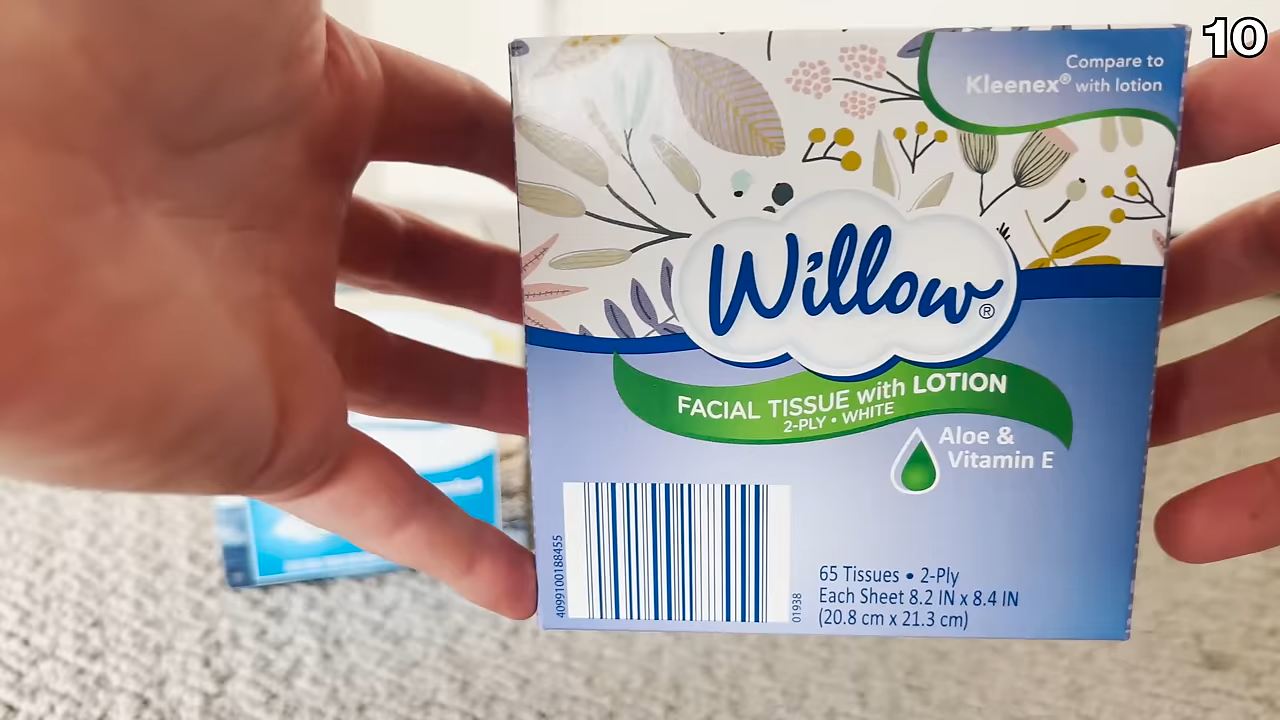 10
Compare to
Kleenex® with lotion
Willow®
FACIAL TISSUE with LOTION
2-PLY • WHITE
Aloe &
Vitamin E
4099100188455
01938
65 Tissues • 2-Ply
Each Sheet 8.2 IN x 8.4 IN
(20.8 cm x 21.3 cm)